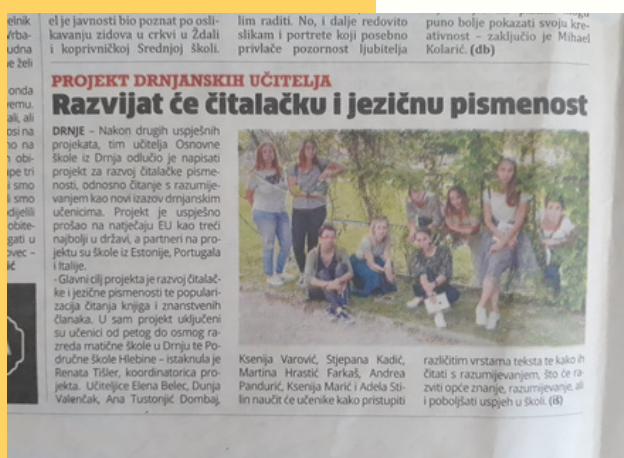 el je javnosti bio poznat po osli-
kavanju zidova u crkvi u Ždali
i koprivničkoj Srednjoj školi.
lim raditi. No, i dalje redovito
slikam i portrete koji posebno
privlače pozornost ljubitelja
puno bolje pokazati svoju kre-
ativnost – zaključio je Mihael
Kolarić. (db)
PROJEKT DRNJANSKIH UČITELJA
Razvijat će čitalačku i jezičnu pismenost
DRNJE – Nakon drugih uspješnih
projekata, tim učitelja Osnovne
škole iz Drnja odlučio je napisati
projekt za razvoj čitalačke pisme-
nosti, odnosno čitanje s razumije-
vanjem kao novi izazov drnjanskim
učenicima. Projekt je uspješno
prošao na natječaju EU kao treći
najbolji u državi, a partneri na pro-
jektu su škole iz Estonije, Portugala
i Italije.
- Glavni cilj projekta je razvoj čitalač-
ke i jezične pismenosti te populari-
zacija čitanja knjiga i znanstvenih
članaka. U sam projekt uključeni
su učenici od petog do osmog ra-
zreda matične škole u Drnju te Po-
dručne škole Hlebine – istaknula je
Renata Tišler, koordinatorica pro-
jekta. Učiteljice Elena Belec, Dunja
Valenčak, Ana Tustonjić Dombaj,
Ksenija Varović, Stjepana Kadić,
Martina Hrastić Farkaš, Andrea
Pandurić, Ksenija Marić i Adela Sti-
lin naučit će učenike kako pristupiti
različitim vrstama teksta te kako ih
čitati s razumijevanjem, što će ra-
zviti opće znanje, razumijevanje, ali
i poboljšati uspjeh u školi. (iš)